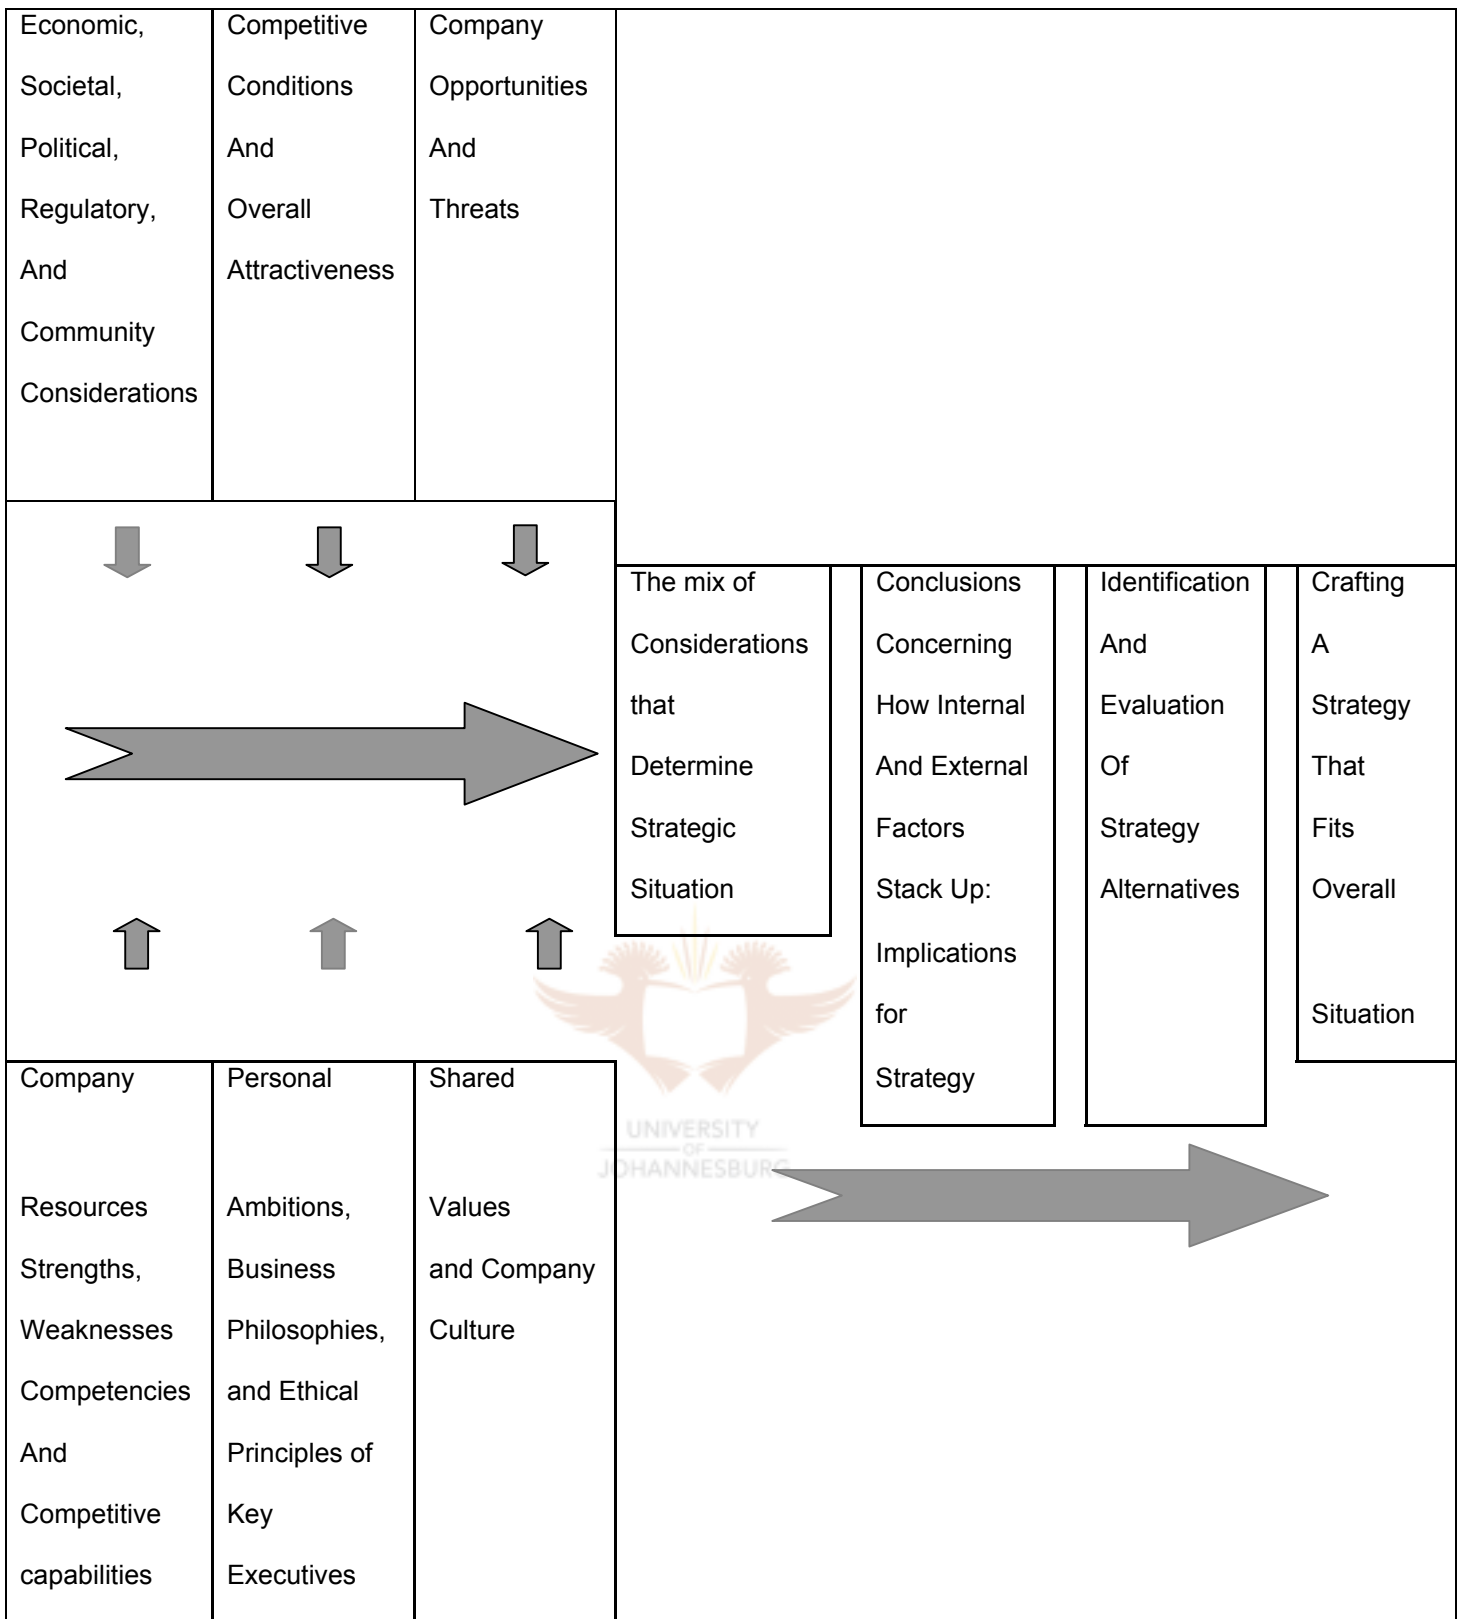 Economic,
Societal,
Political,
Regulatory,
And
Community
Considerations
Competitive
Conditions
And
Overall
Attractiveness
Company
Opportunities
And
Threats
The mix of
Considerations
that
Determine
Strategic
Situation
Conclusions
Concerning
How Internal
And External
Factors
Stack Up:
Implications
for
Strategy
Identification
And
Evaluation
Of
Strategy
Alternatives
Crafting
A
Strategy
That
Fits
Overall
Situation
Company
Resources
Strengths,
Weaknesses
Competencies
And
Competitive
capabilities
Personal
Ambitions,
Business
Philosophies,
and Ethical
Principles of
Key
Executives
Shared
Values
and Company
Culture
UNIVERSITY
OF
JOHANNESBURG